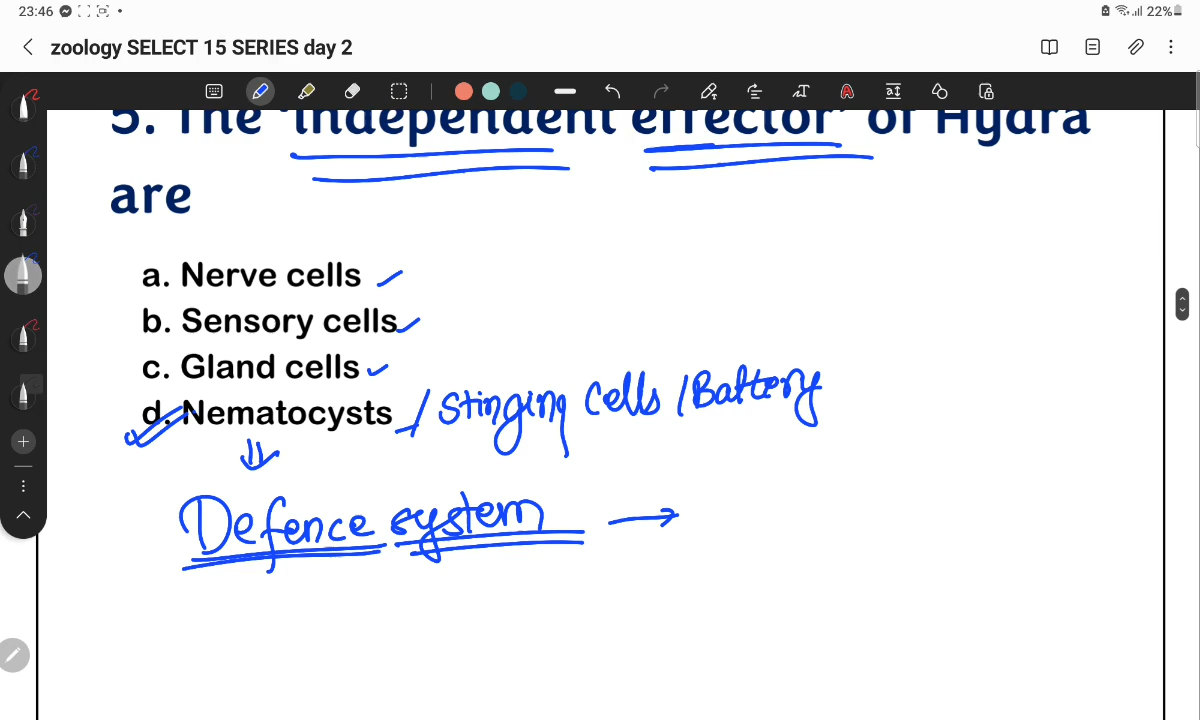 23:46 22%
zoology SELECT 15 SERIES day 2
5. The 'independent effector' of Hydra
are
a. Nerve cells
b. Sensory cells
c. Gland cells
d. Nematocysts / Stinging cells / Battery
Defence system →